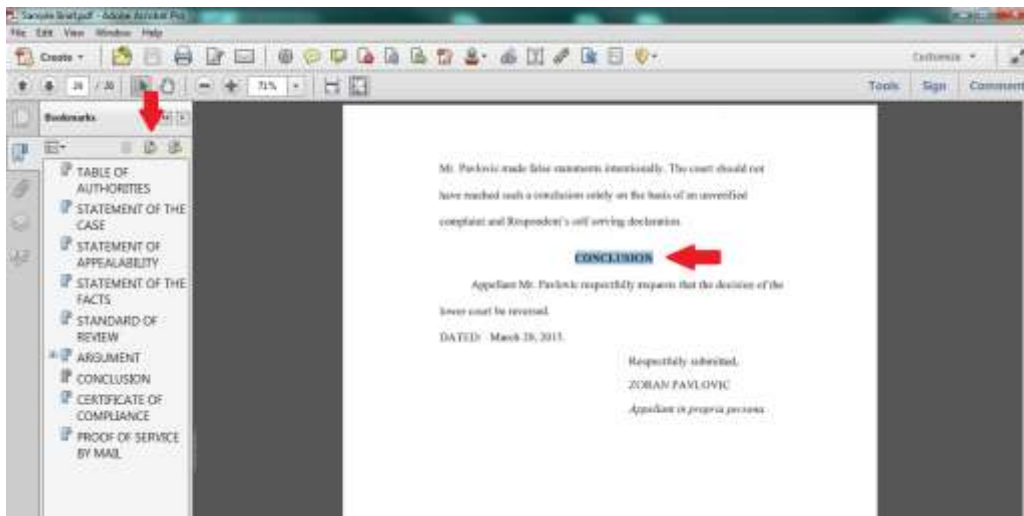 Sample Brief.pdf - Adobe Acrobat Pro
File Edit View Window Help
Create
Customize
71%
Tools Sign Comment
Bookmarks
TABLE OF
AUTHORITIES
STATEMENT OF THE
CASE
STATEMENT OF
APPEALABILITY
STATEMENT OF THE
FACTS
STANDARD OF
REVIEW
ARGUMENT
CONCLUSION
CERTIFICATE OF
COMPLIANCE
PROOF OF SERVICE
BY MAIL
Mr. Pavlovic made false statements intentionally. The court should not
have reached such a conclusion solely on the basis of an unverified
complaint and Respondent's self serving declaration.
CONCLUSION
Appellant Mr. Pavlovic respectfully requests that the decision of the
lower court be reversed.
DATED: March 28, 2013.
Respectfully submitted,
ZORAN PAVLOVIC
Appellant in propria persona